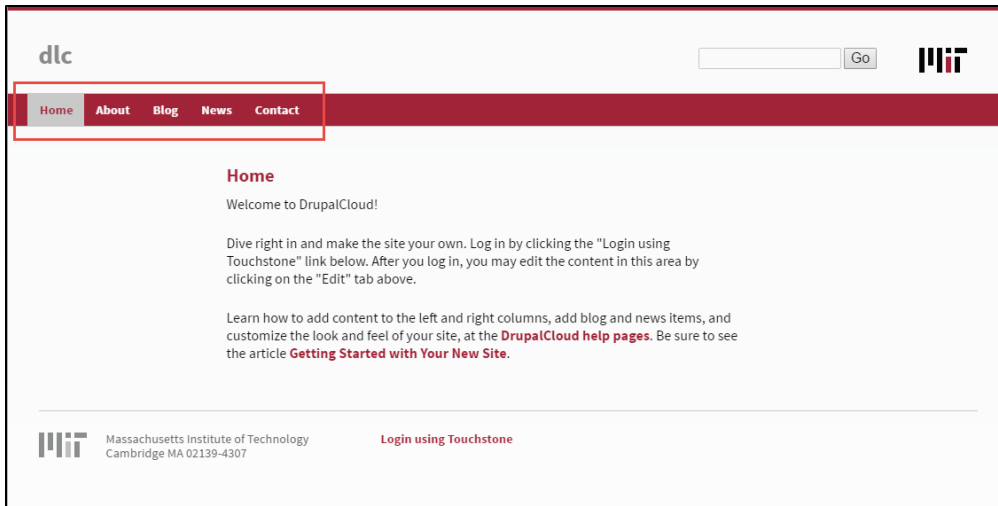 dlc
Go
MIT
Home About Blog News Contact
Home
Welcome to DrupalCloud!
Dive right in and make the site your own. Log in by clicking the "Login using
Touchstone" link below. After you log in, you may edit the content in this area by
clicking on the "Edit" tab above.
Learn how to add content to the left and right columns, add blog and news items, and
customize the look and feel of your site, at the DrupalCloud help pages. Be sure to see
the article Getting Started with Your New Site.
MIT
Massachusetts Institute of Technology
Cambridge MA 02139-4307
Login using Touchstone